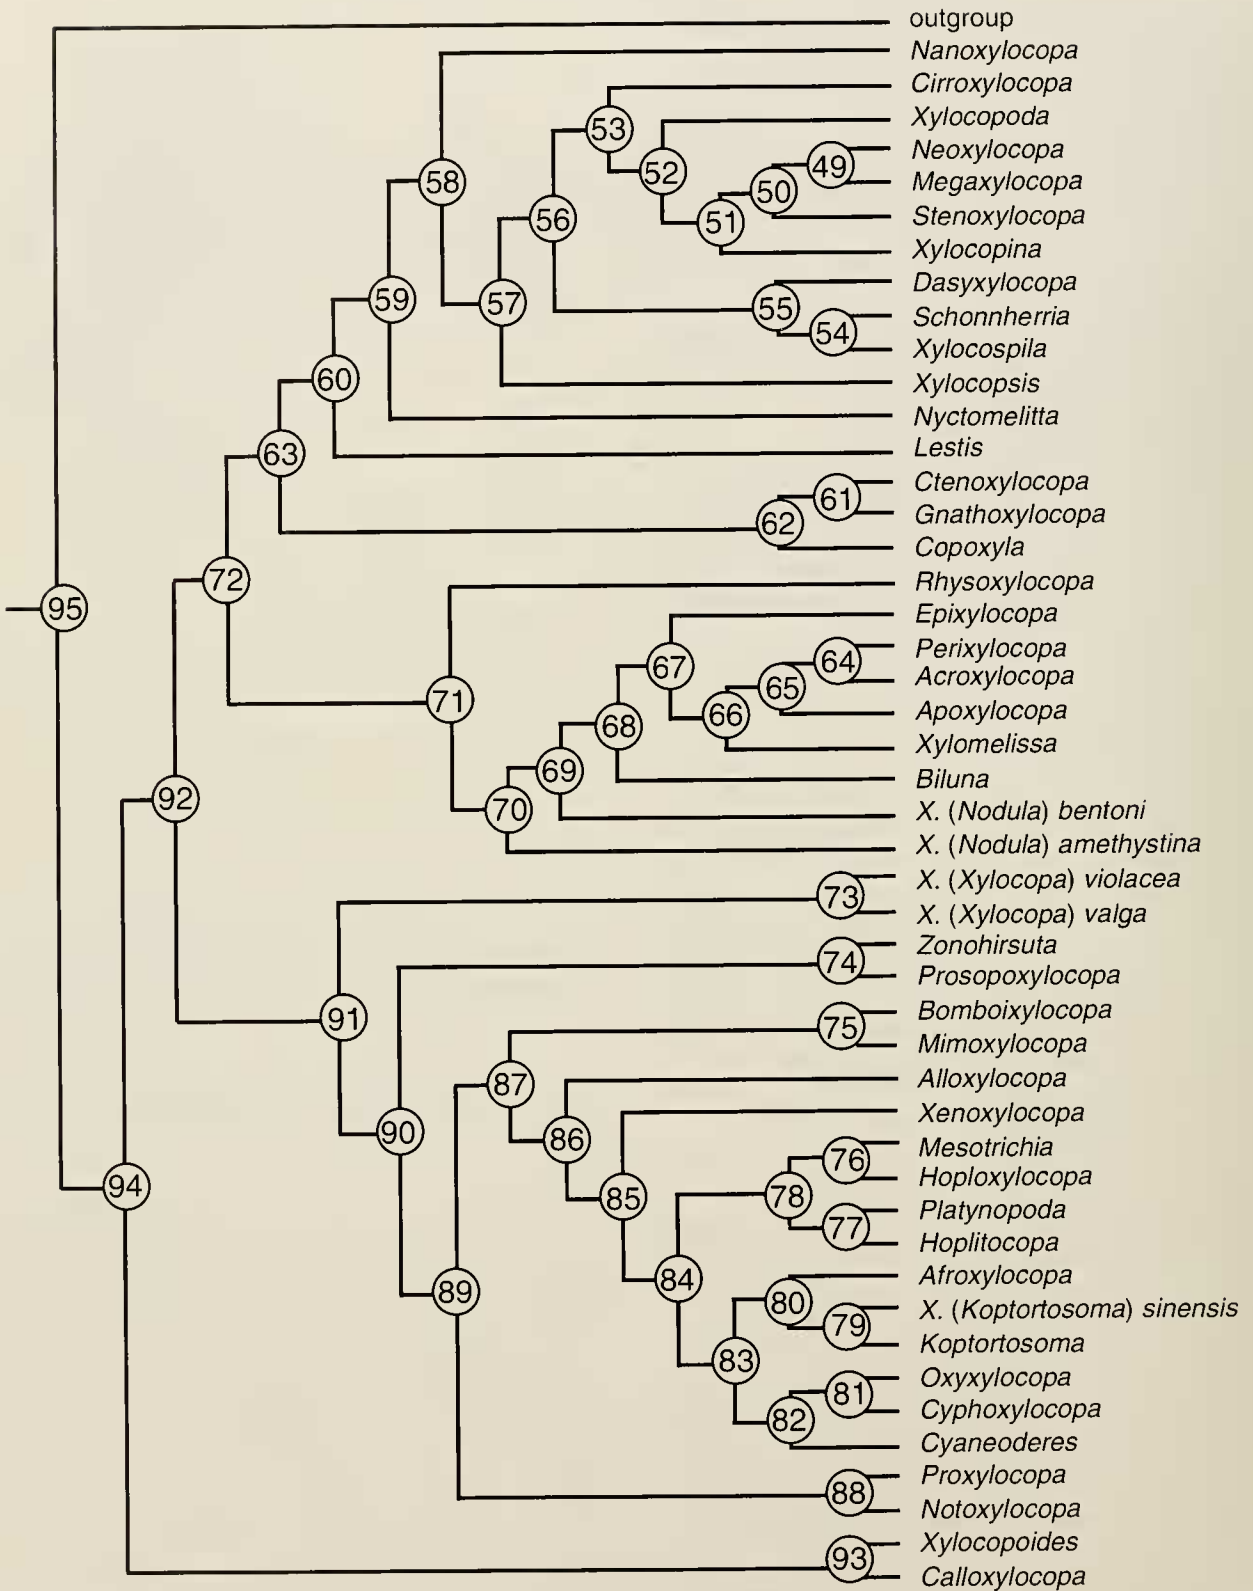 outgroup
Nanoxylocopa
Cirroxylocopa
53
Xylocopoda
Neoxylocopa
49
52
58
50
Megaxylocopa
56
51
Stenoxylocopa
Xylocopina
Dasyxylocopa
59
57
55
Schonnherria
54
Xylocospila
60
Xylocopsis
Nyctomelitta
63
Lestis
Ctenoxylocopa
61
Gnathoxylocopa
62
Copoxyla
72
Rhysoxylocopa
95
Epixylocopa
Perixylocopa
67
64
Acroxylocopa
65
71
66
Apoxylocopa
68
Xylomelissa
69
Biluna
92
70
X. (Nodula) bentoni
X. (Nodula) amethystina
X. (Xylocopa) violacea
73
X. (Xylocopa) valga
Zonohirsuta
74
Prosopoxylocopa
Bomboixylocopa
91
75
Mimoxylocopa
87
Alloxylocopa
Xenoxylocopa
90
86
Mesotrichia
76
Hoploxylocopa
94
85
78
Platynopoda
77
Hoplitocopa
84
Afroxylocopa
89
80
X. (Koptortosoma) sinensis
79
Koptortosoma
83
Oxyxylocopa
81
Cyphoxylocopa
82
Cyaneoderes
Proxylocopa
88
Notoxylocopa
Xylocopoides
93
Calloxylocopa